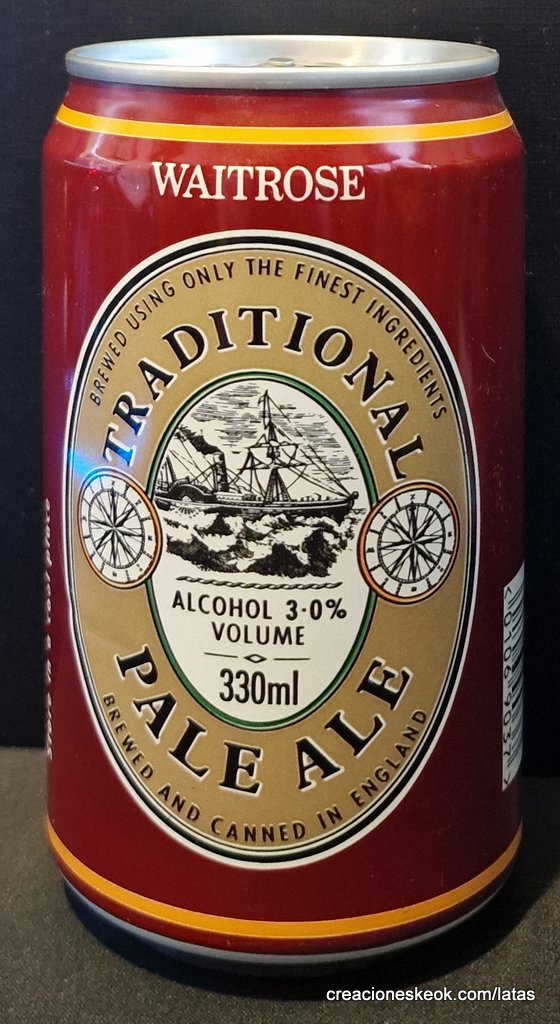 WAITROSE
BREWED USING ONLY THE FINEST INGREDIENTS
TRADITIONAL
ALCOHOL 3·0%
VOLUME
330ml
PALE ALE
BREWED AND CANNED IN ENGLAND
creacioneskeok.com/latas